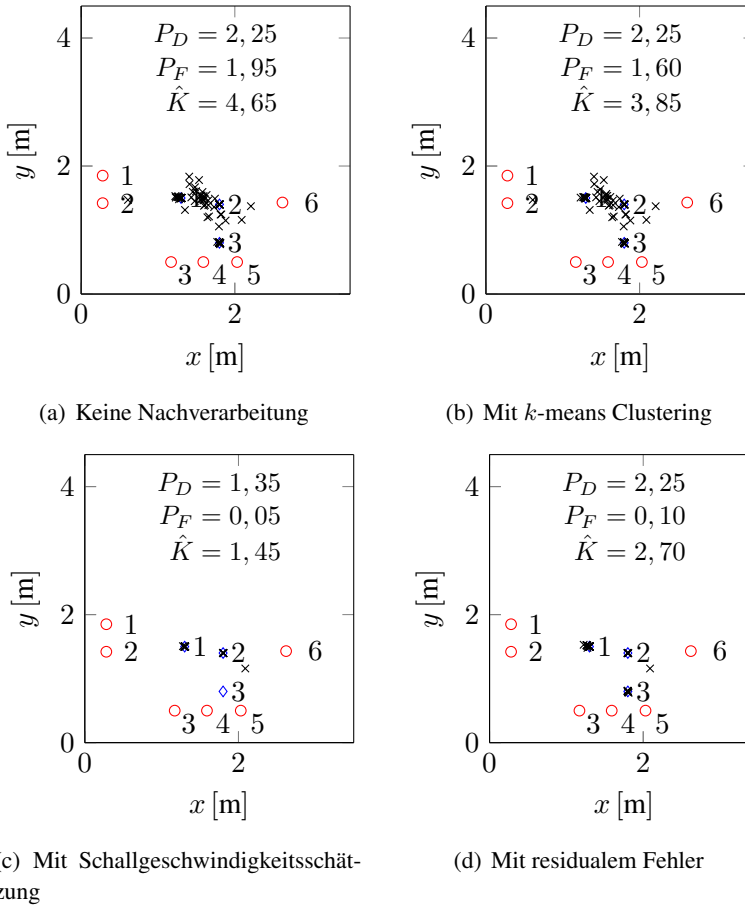 4
P_D = 2, 25
P_F = 1, 95
K̂ = 4, 65
y [m]
2
1
2
1
2
6
3
3
4
5
0
0
2
x [m]
(a) Keine Nachverarbeitung
4
P_D = 2, 25
P_F = 1, 60
K̂ = 3, 85
y [m]
2
1
2
2
6
3
3
4
5
0
0
2
x [m]
(b) Mit k-means Clustering
4
P_D = 1, 35
P_F = 0, 05
K̂ = 1, 45
y [m]
2
1
2
1
2
6
3
3
4
5
0
0
2
x [m]
(c) Mit Schallgeschwindigkeitsschät-
zung
4
P_D = 2, 25
P_F = 0, 10
K̂ = 2, 70
y [m]
2
1
2
1
2
6
3
3
4
5
0
0
2
x [m]
(d) Mit residualem Fehler